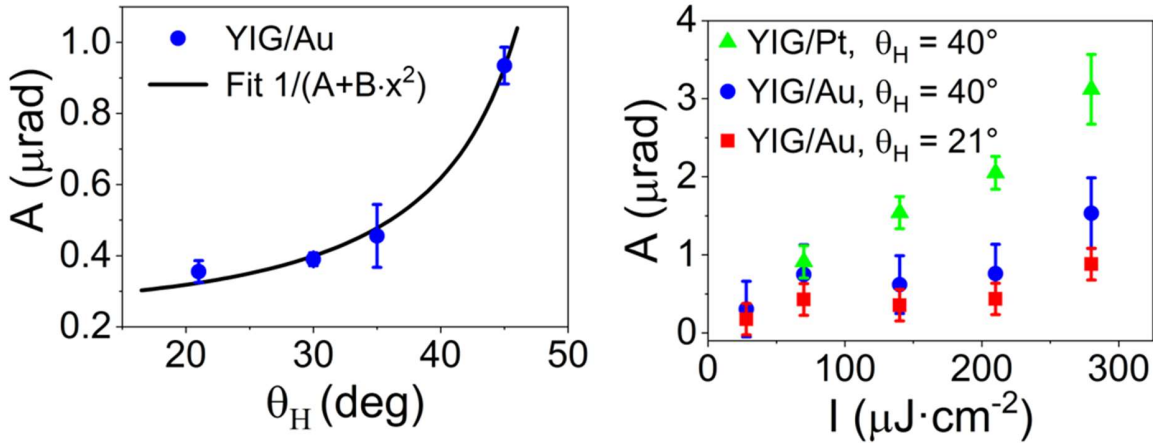 A (μrad)
1.0
0.8
0.6
0.4
0.2
YIG/Au
Fit 1/(A+B·x²)
20
30
40
50
θH (deg)
A (μrad)
4
3
2
1
0
YIG/Pt, θH = 40°
YIG/Au, θH = 40°
YIG/Au, θH = 21°
0
100
200
300
I (μJ·cm⁻²)